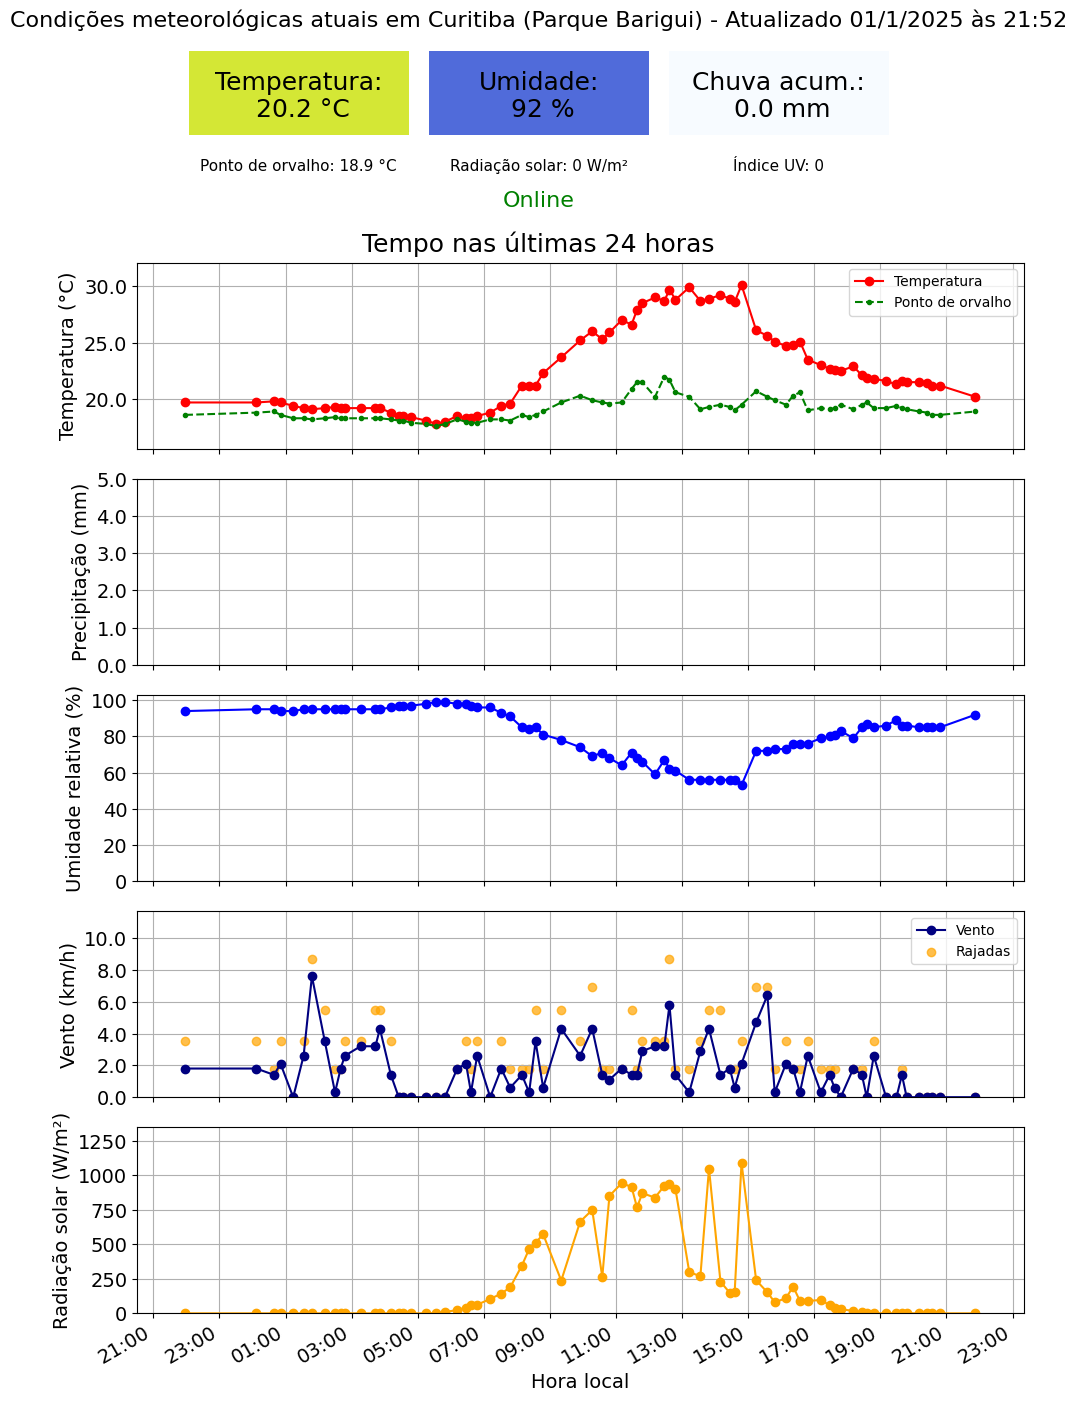 Condições meteorológicas atuais em Curitiba (Parque Barigui) - Atualizado 01/1/2025 às 21:52
Temperatura:
20.2 °C
Umidade:
92 %
Chuva acum.:
0.0 mm
Ponto de orvalho: 18.9 °C
Radiação solar: 0 W/m²
Índice UV: 0
Online
Tempo nas últimas 24 horas
Temperatura (°C)
30.0
25.0
20.0
Temperatura
Ponto de orvalho
Precipitação (mm)
5.0
4.0
3.0
2.0
1.0
0.0
Umidade relativa (%)
100
80
60
40
20
0
Vento (km/h)
10.0
8.0
6.0
4.0
2.0
0.0
Vento
Rajadas
Radiação solar (W/m²)
1250
1000
750
500
250
0
21:00
23:00
01:00
03:00
05:00
07:00
09:00
11:00
13:00
15:00
17:00
19:00
21:00
23:00
Hora local